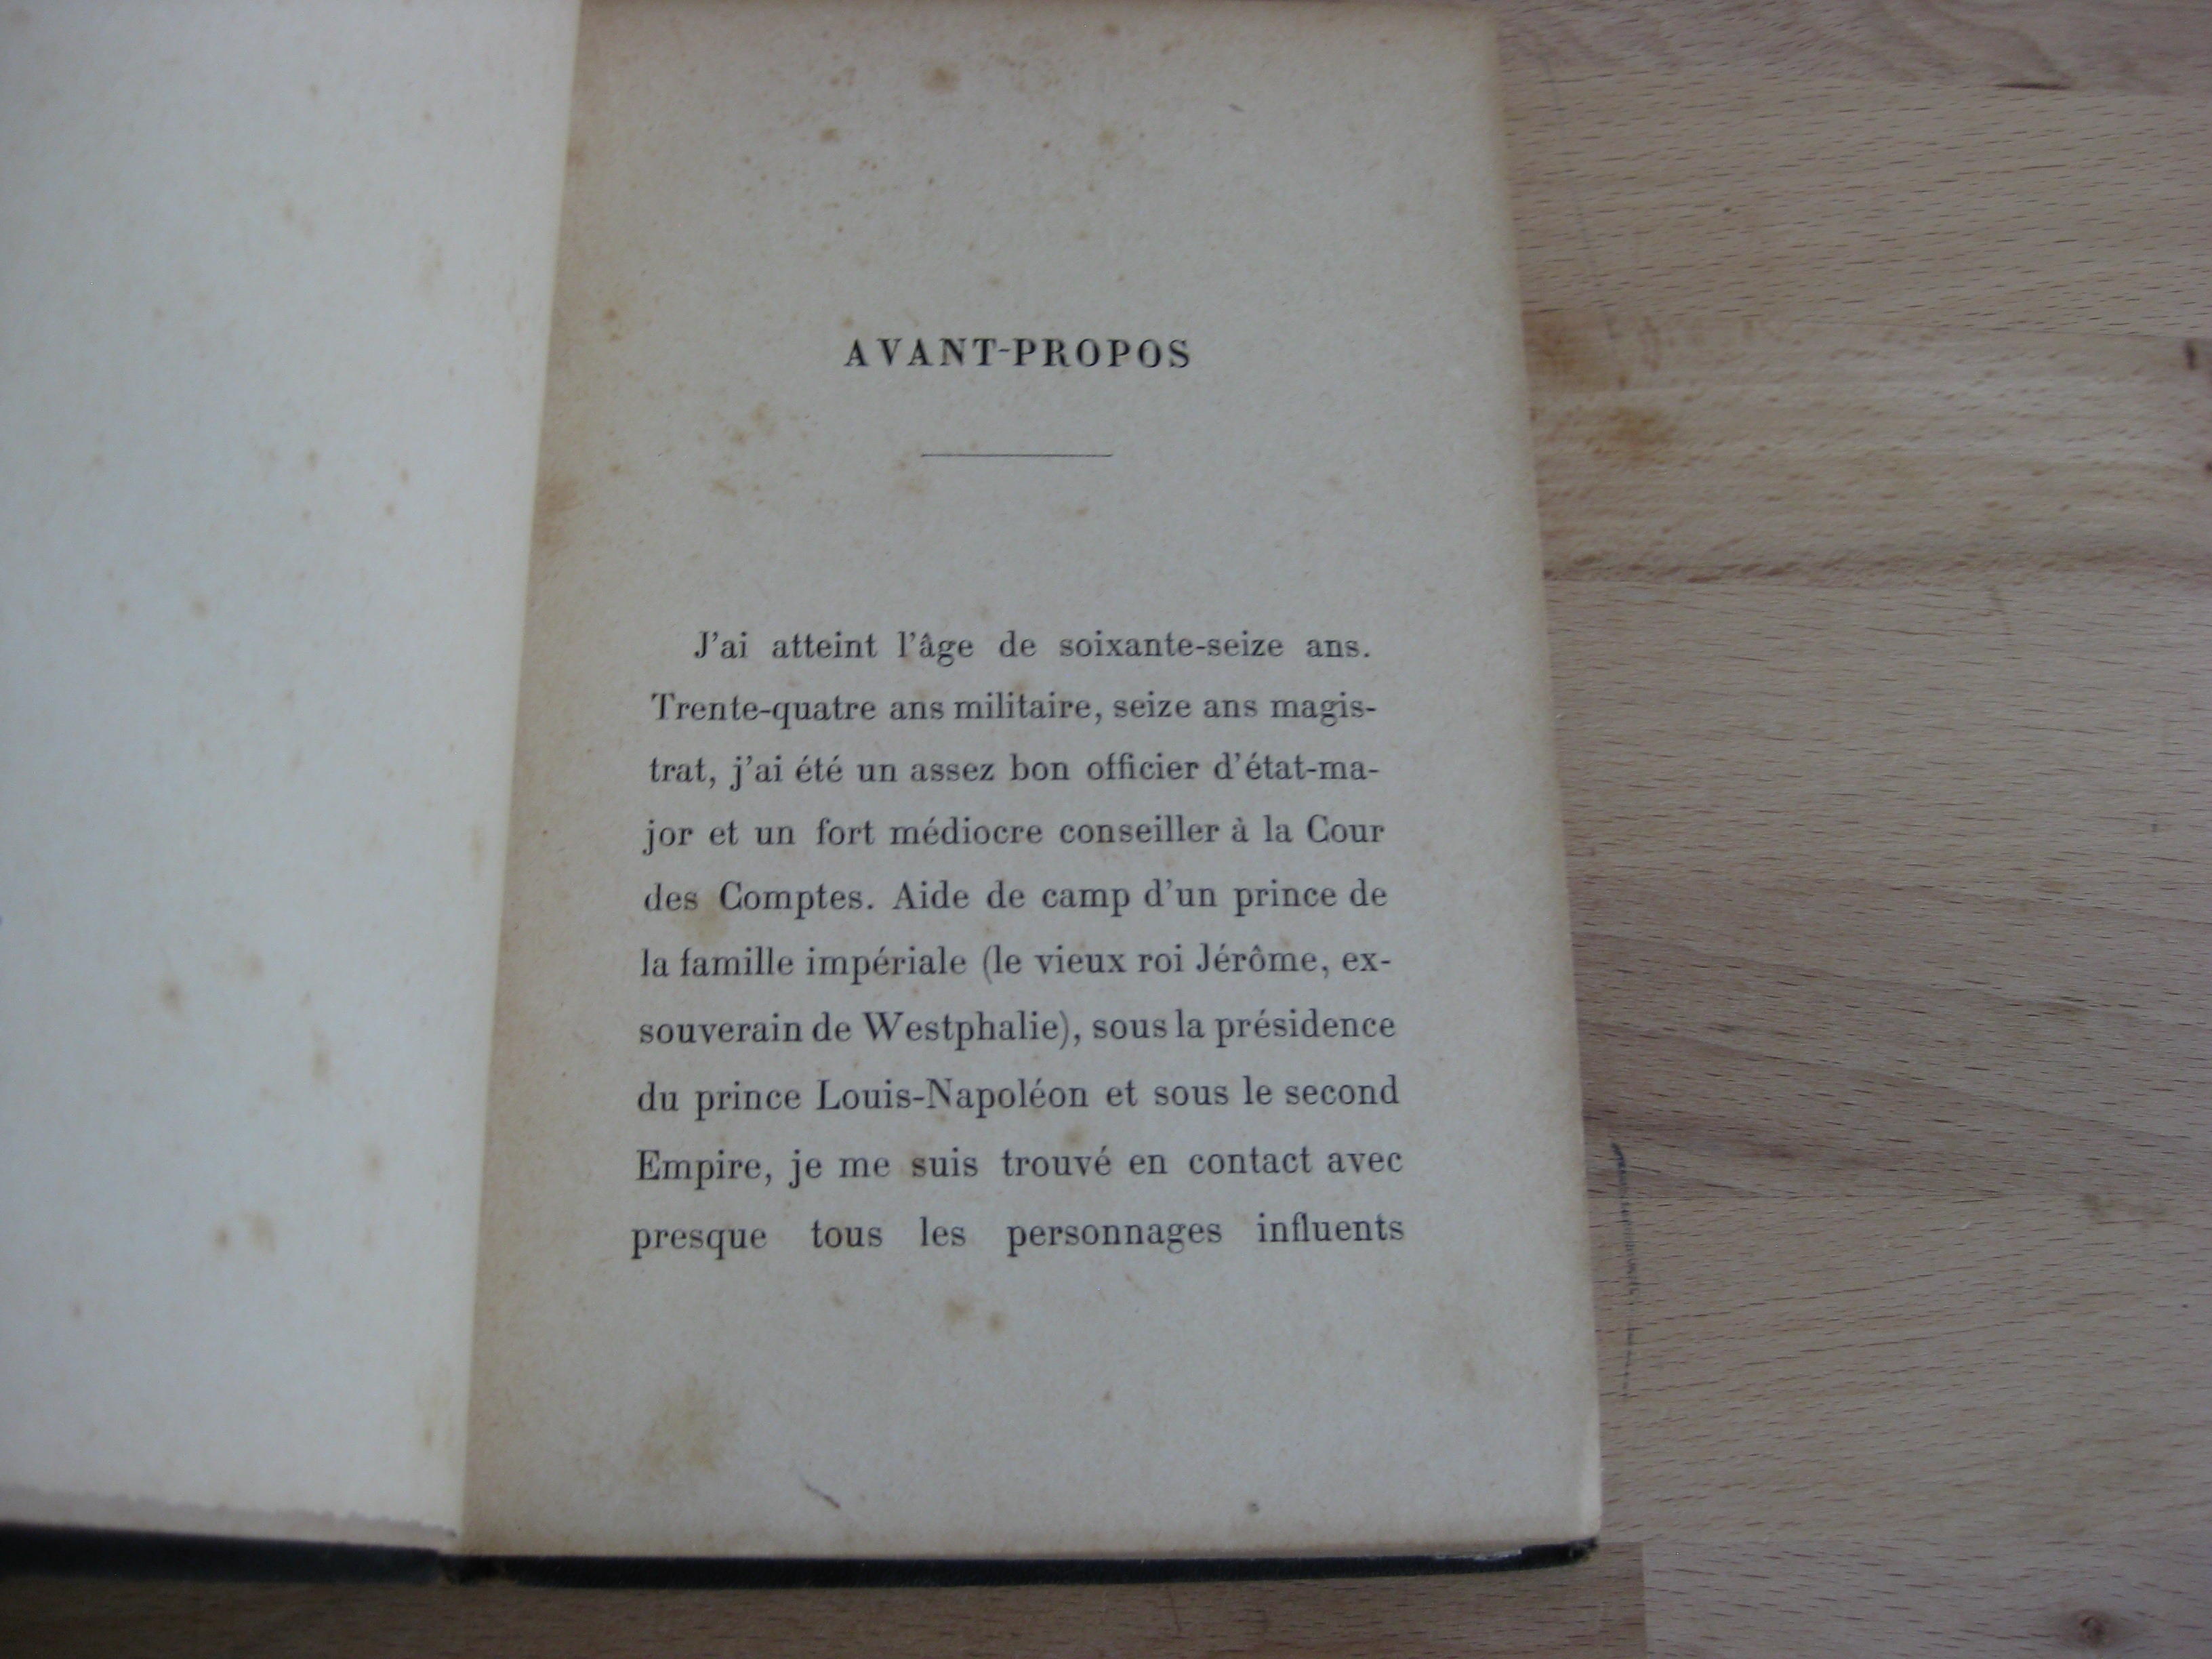 AVANT-PROPOS
J'ai atteint l'âge de soixante-seize ans.
Trente-quatre ans militaire, seize ans magis-
trat, j'ai été un assez bon officier d'état-ma-
jor et un fort médiocre conseiller à la Cour
des Comptes. Aide de camp d'un prince de
la famille impériale (le vieux roi Jérôme, ex-
souverain de Westphalie), sous la présidence
du prince Louis-Napoléon et sous le second
Empire, je me suis trouvé en contact avec
presque tous les personnages influents